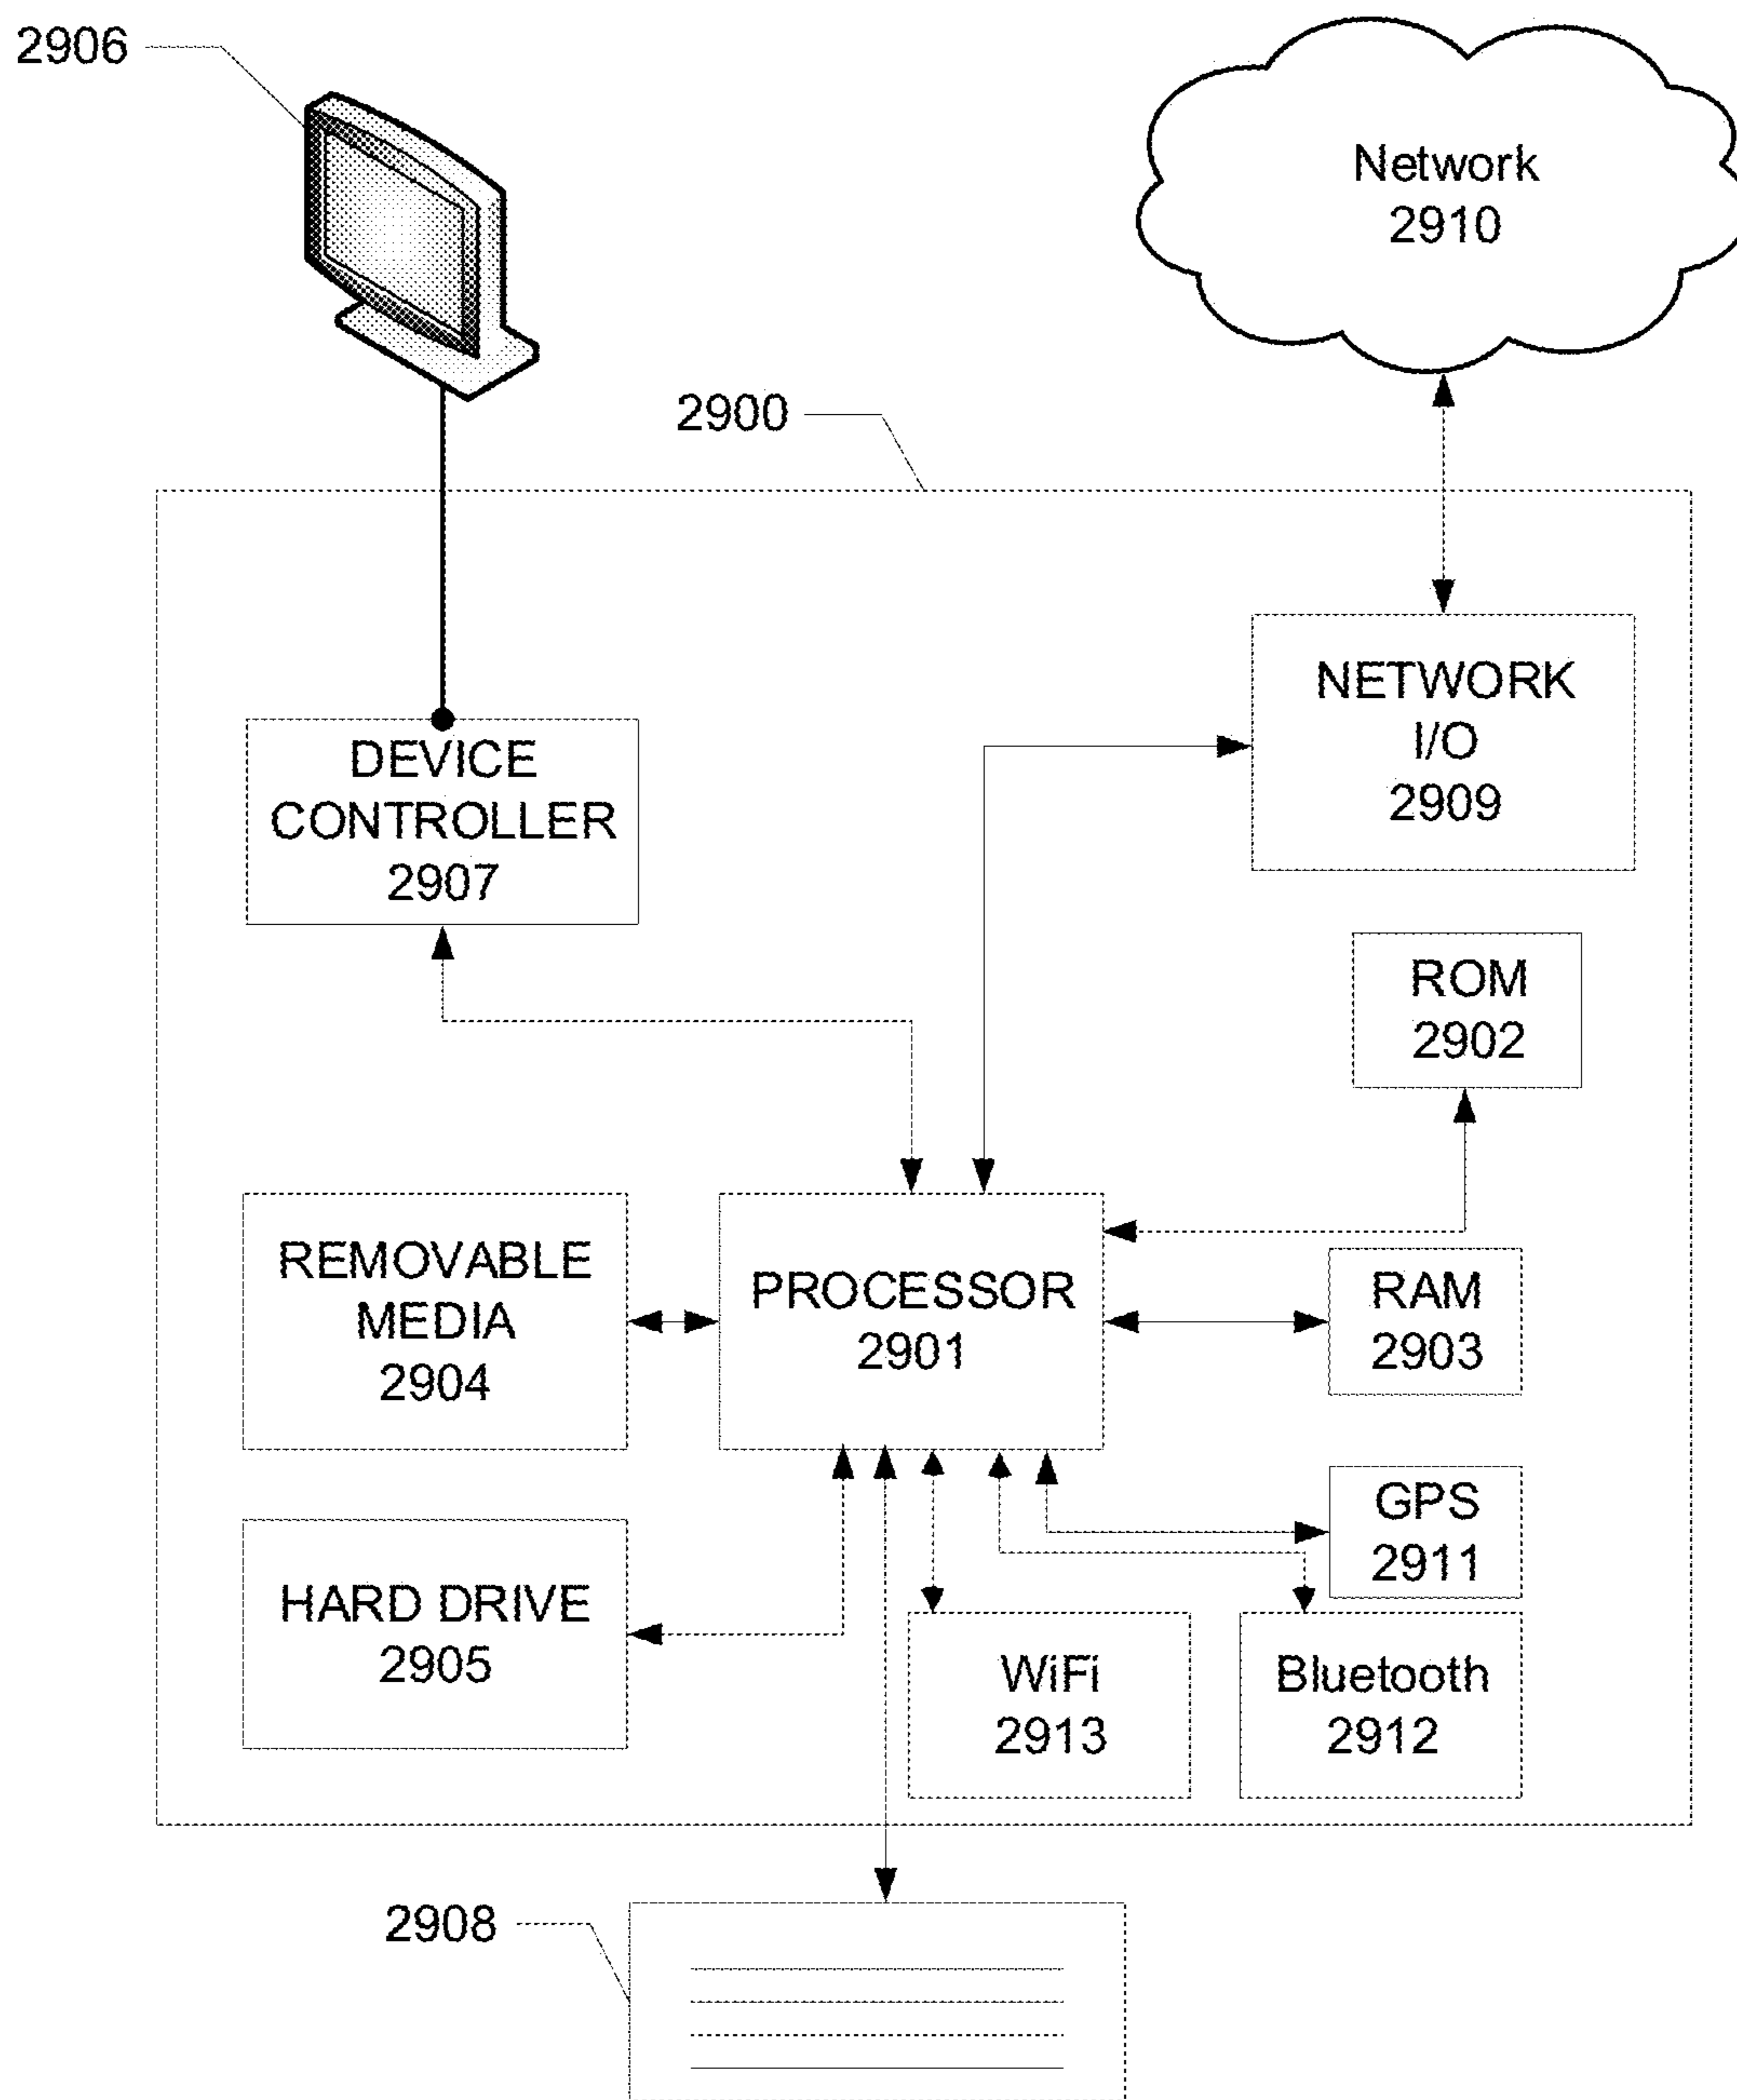 2906
Network
2910
2900
NETWORK
I/O
2909
DEVICE
CONTROLLER
2907
ROM
2902
REMOVABLE
MEDIA
2904
PROCESSOR
2901
RAM
2903
GPS
2911
HARD DRIVE
2905
WiFi
2913
Bluetooth
2912
2908